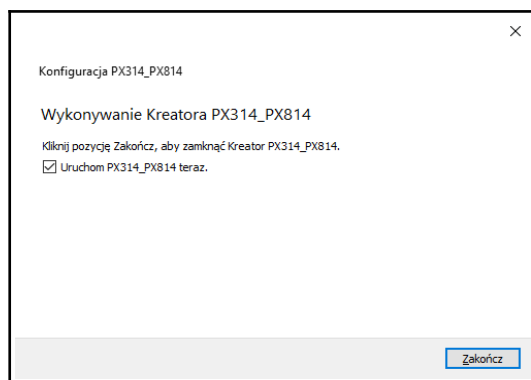 Konfiguracja PX314_PX814
Wykonywanie Kreatora PX314_PX814
Kliknij pozycję Zakończ, aby zamknąć Kreator PX314_PX814.
Uruchom PX314_PX814 teraz.
Zakończ